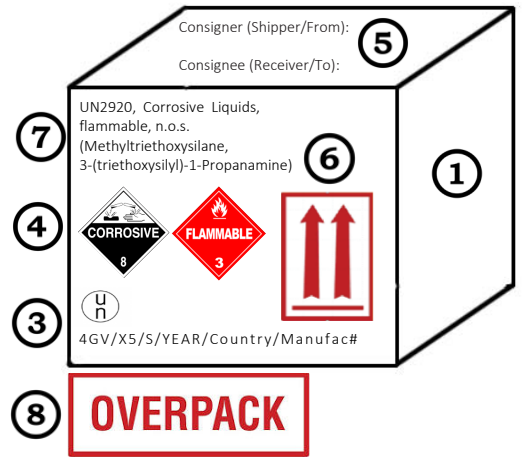 Consigner (Shipper/From):
5
Consignee (Receiver/To):
7
UN2920, Corrosive Liquids,
flammable, n.o.s.
(Methyltriethoxysilane,
3-(triethoxysilyl)-1-Propanamine)
6
1
4
CORROSIVE
8
FLAMMABLE
3
3
u
n
4GV/X5/S/YEAR/Country/Manufac#
8
OVERPACK